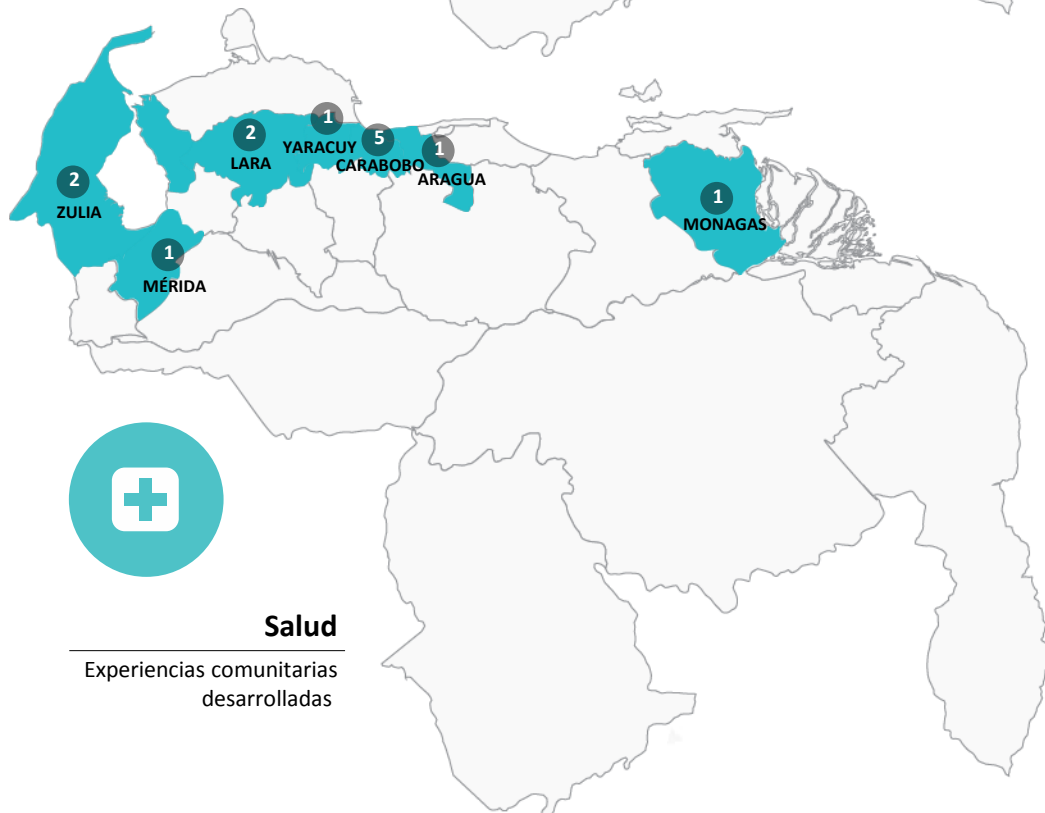 1
YARACUY
2
LARA
5
CARABOBO
1
ARAGUA
2
ZULIA
1
MONAGAS
1
MÉRIDA
Salud
Experiencias comunitarias
desarrolladas